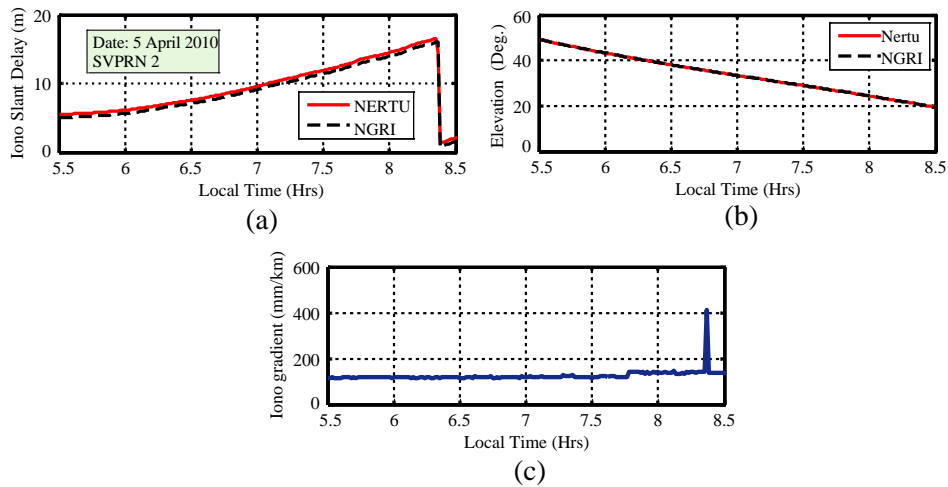 20
10
0
Iono Slant Delay (m)
Date: 5 April 2010
SVPRN 2
NERTU
NGRI
5.5 6 6.5 7 7.5 8 8.5
Local Time (Hrs)
(a)
60
40
20
0
Elevation (Deg.)
Nertu
NGRI
5.5 6 6.5 7 7.5 8 8.5
Local Time (Hrs)
(b)
600
400
200
0
Iono gradient (mm/km)
5.5 6 6.5 7 7.5 8 8.5
Local Time (Hrs)
(c)